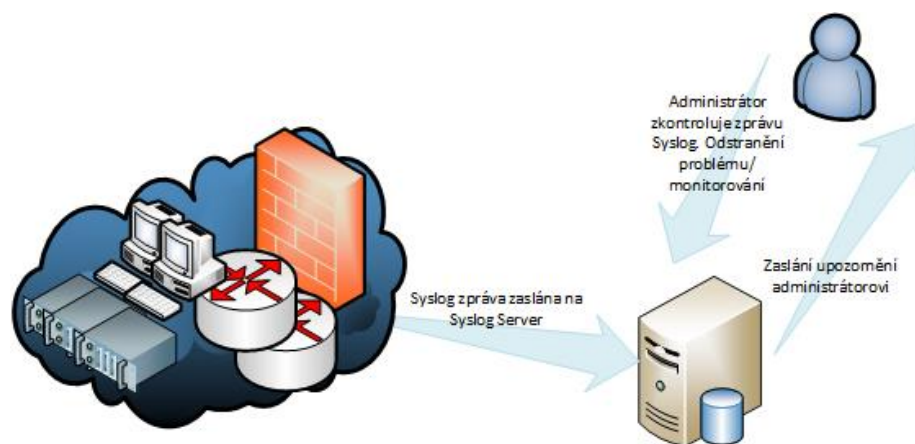 Administrátor
zkontroluje zprávu
Syslog. Odstranění
problému/
monitorování
Zaslání upozornění
administrátorovi
Syslog zpráva zaslána na
Syslog Server